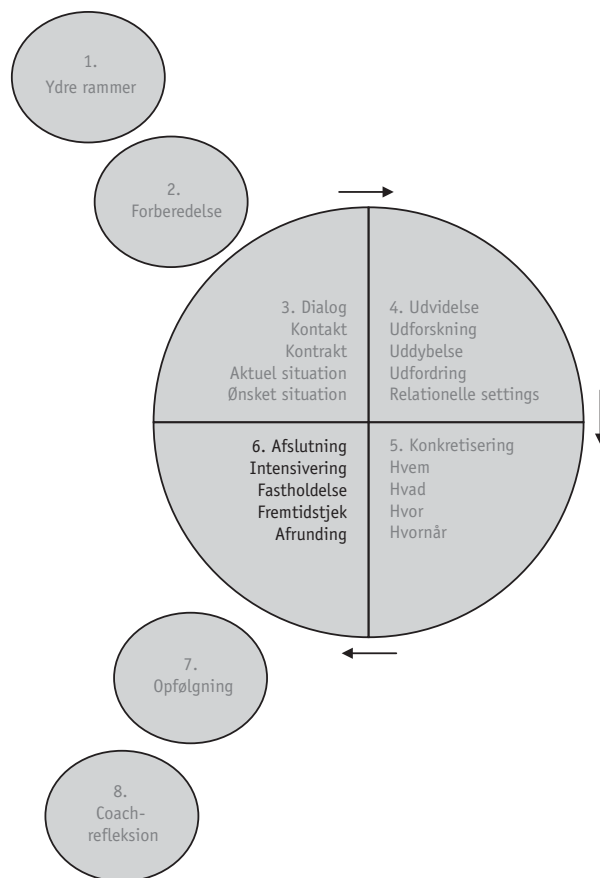 1.
Ydre rammer
2.
Forberedelse
3. Dialog
Kontakt
Kontrakt
Aktuel situation
Ønsket situation
4. Udvidelse
Udforskning
Uddybelse
Udfordring
Relationelle settings
5. Konkretisering
Hvem
Hvad
Hvor
Hvornår
6. Afslutning
Intensivering
Fastholdelse
Fremtidstjek
Afrunding
7.
Opfølgning
8.
Coach-
refleksion